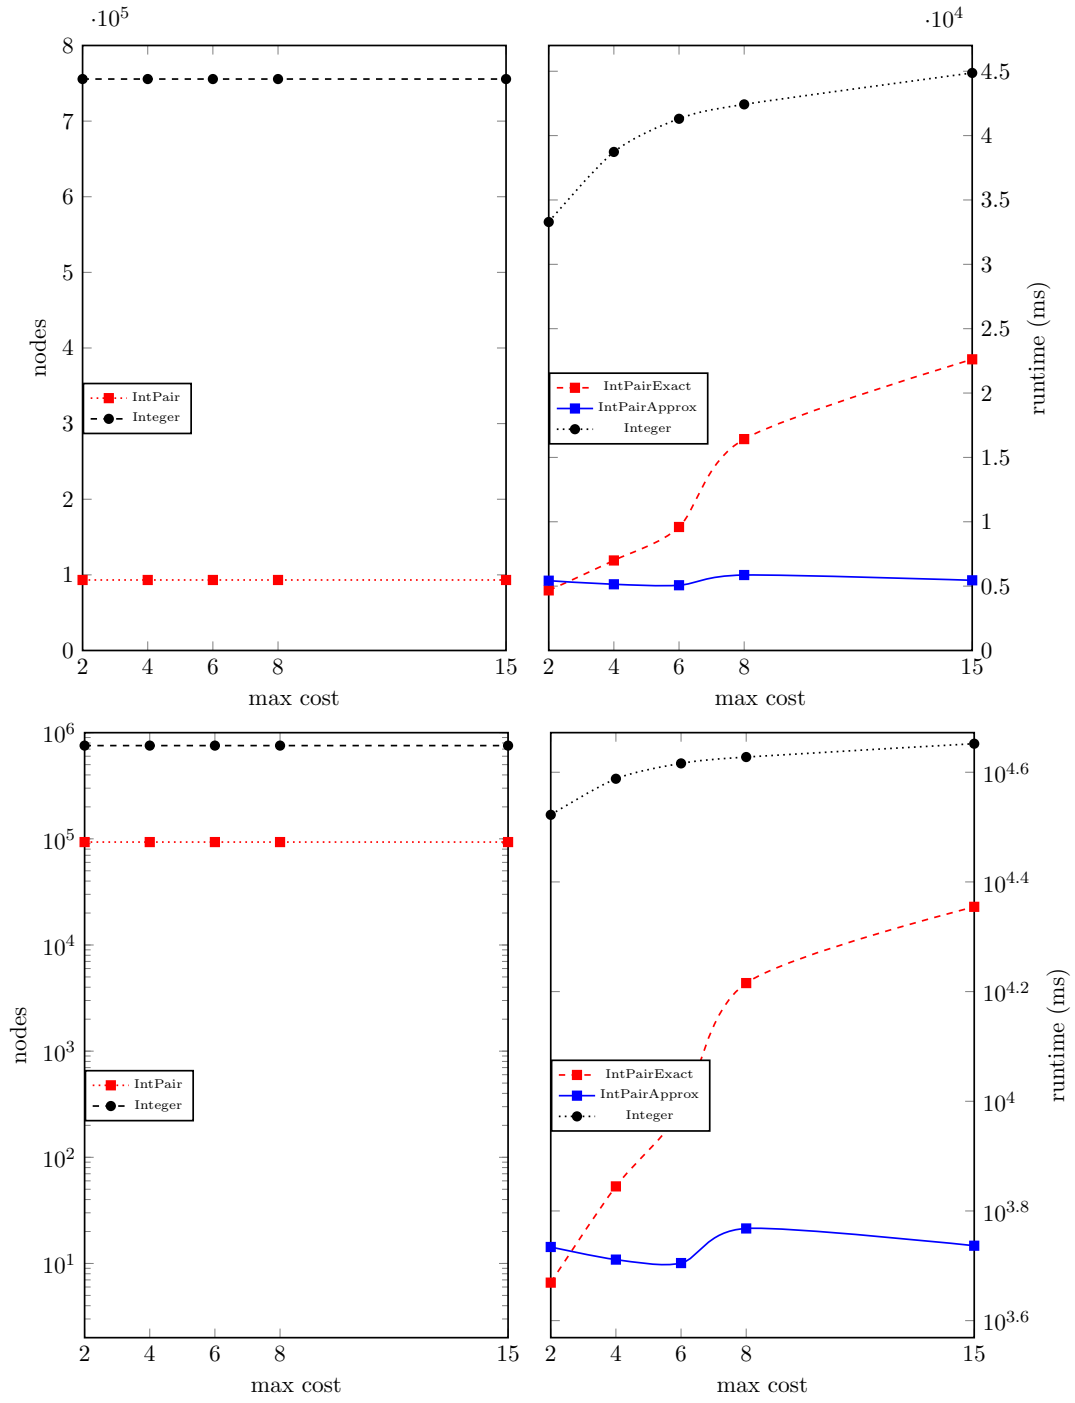 ·10^5
8
7
6
5
4
3
2
1
0
nodes
IntPair
Integer
2 4 6 8 15
max cost
·10^4
4.5
4
3.5
3
2.5
2
1.5
1
0.5
0
runtime (ms)
IntPairExact
IntPairApprox
Integer
2 4 6 8 15
max cost
10^6
10^5
10^4
10^3
10^2
10^1
nodes
IntPair
Integer
2 4 6 8 15
max cost
10^4.6
10^4.4
10^4.2
10^4
10^3.8
10^3.6
runtime (ms)
IntPairExact
IntPairApprox
Integer
2 4 6 8 15
max cost